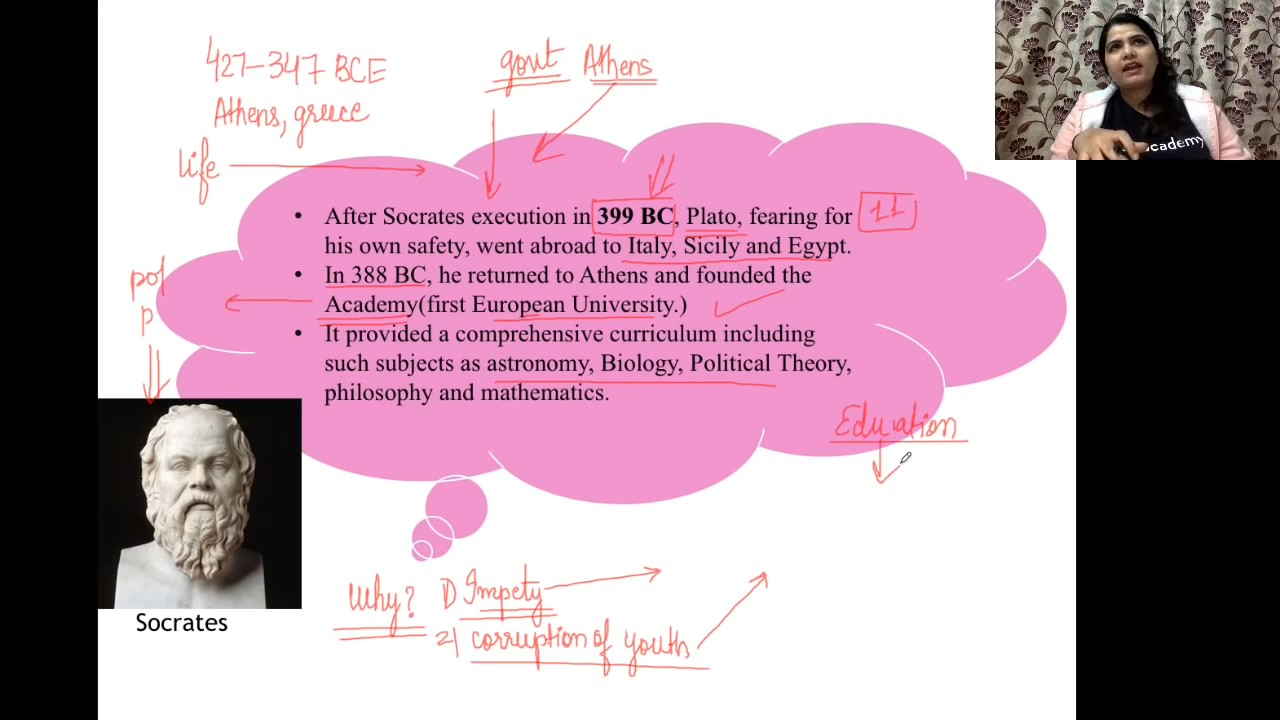 427-347 BCE
Athens, greece
govt Athens
life
• After Socrates execution in 399 BC, Plato, fearing for 11
his own safety, went abroad to Italy, Sicily and Egypt.
• In 388 BC, he returned to Athens and founded the
Academy(first European University.)
• It provided a comprehensive curriculum including
such subjects as astronomy, Biology, Political Theory,
philosophy and mathematics.
pol
p
Education
Socrates
Why? 1) Impety
2) corruption of youths
cademy